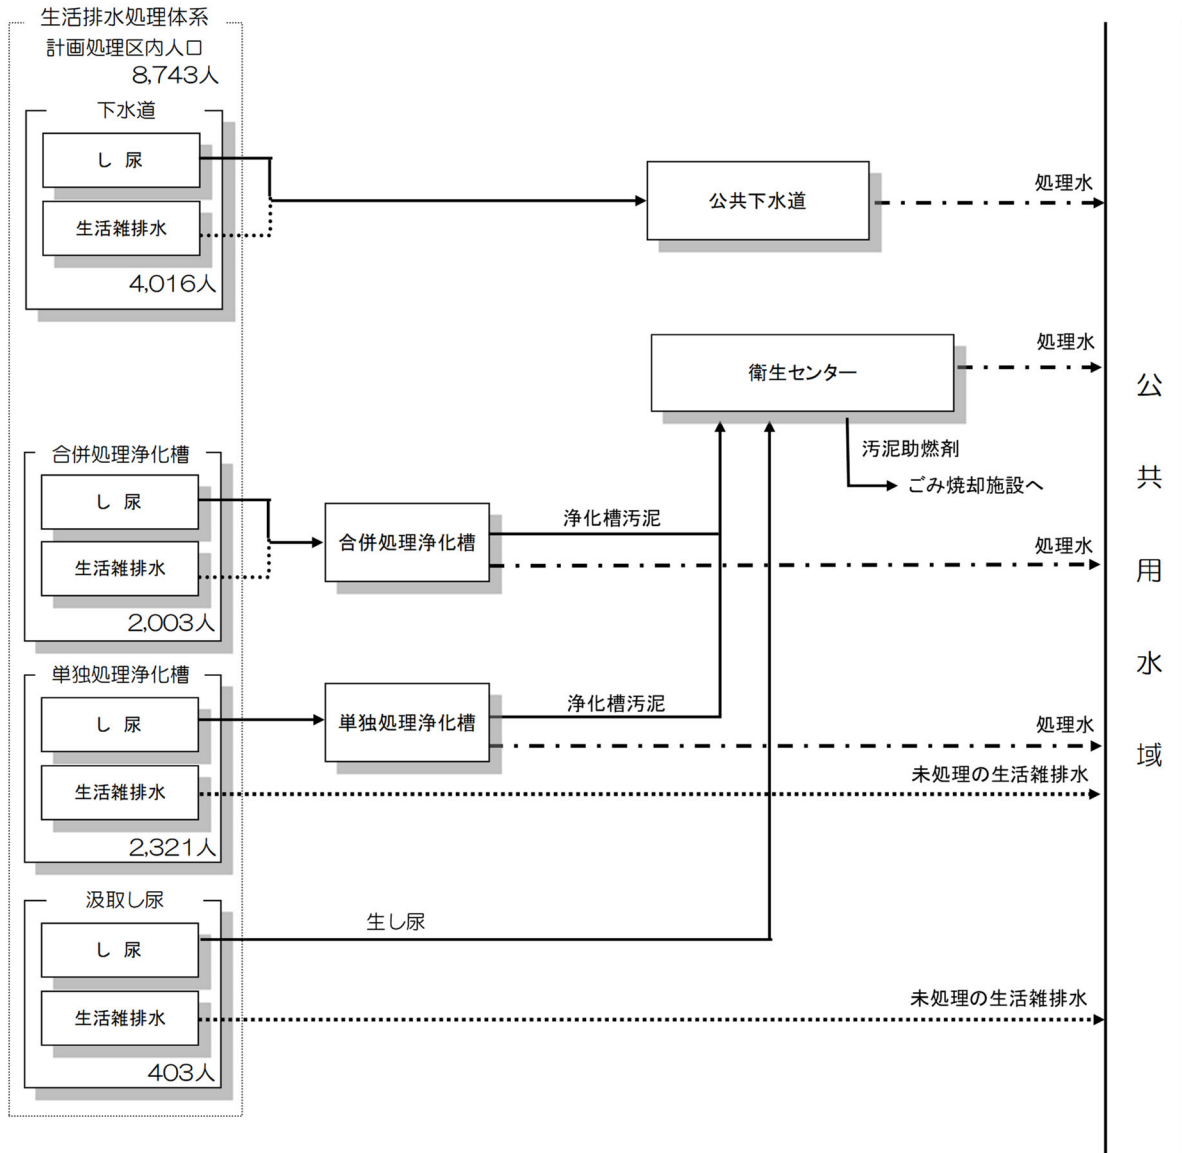 生活排水処理体系
計画処理区内人口
8,743人
下水道
し 尿
生活雑排水
4,016人
公共下水道
処理水
衛生センター
処理水
汚泥助燃剤
ごみ焼却施設へ
合併処理浄化槽
し 尿
生活雑排水
2,003人
合併処理浄化槽
浄化槽汚泥
処理水
単独処理浄化槽
し 尿
生活雑排水
2,321人
単独処理浄化槽
浄化槽汚泥
処理水
未処理の生活雑排水
汲取し尿
し 尿
生活雑排水
403人
生し尿
未処理の生活雑排水
公共用水域